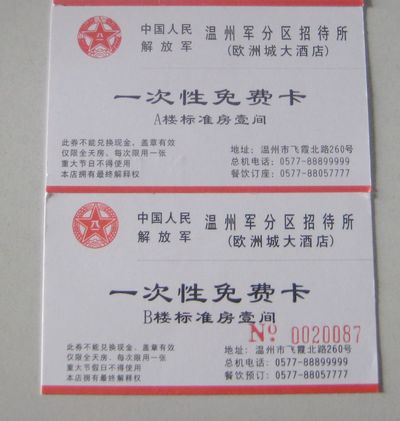 中国人民 温州军分区招待所
解放军 (欧洲城大酒店)
一次性免费卡
A楼标准房壹间
此券不能兑换现金、盖章有效
仅限全天房、每次限用一张
重大节日不得使用
本店拥有最终解释权
地址：温州市飞霞北路260号
总机电话：0577-88899999
餐饮订座：0577-88057777
中国人民 温州军分区招待所
解放军 (欧洲城大酒店)
一次性免费卡
B楼标准房壹间
№ 0020087
此券不能兑换现金、盖章有效
仅限全天房、每次限用一张
重大节假日不得使用
本店拥有最终解释权
地址：温州市飞霞北路260号
总机电话：0577-88899999
餐饮预订：0577-88057777